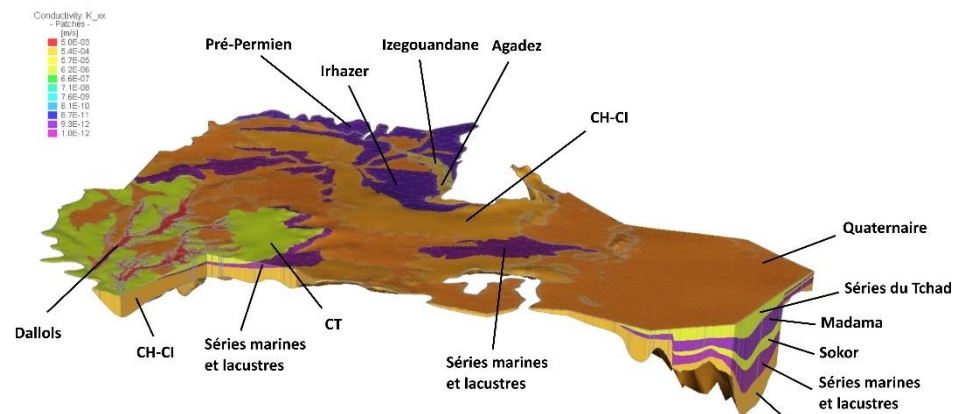 Conductivity: K_xx
- Patches -
[m/s]
5.0E-03
5.4E-04
5.7E-05
6.2E-06
6.6E-07
7.1E-08
7.6E-09
8.1E-10
8.7E-11
9.3E-12
1.0E-12
Pré-Permien
Izegouandane
Agadez
Irhazer
CH-CI
Quaternaire
Séries du Tchad
Madama
Sokor
Séries marines
et lacustres
Dallols
CH-CI
Séries marines
et lacustres
CT
Séries marines
et lacustres